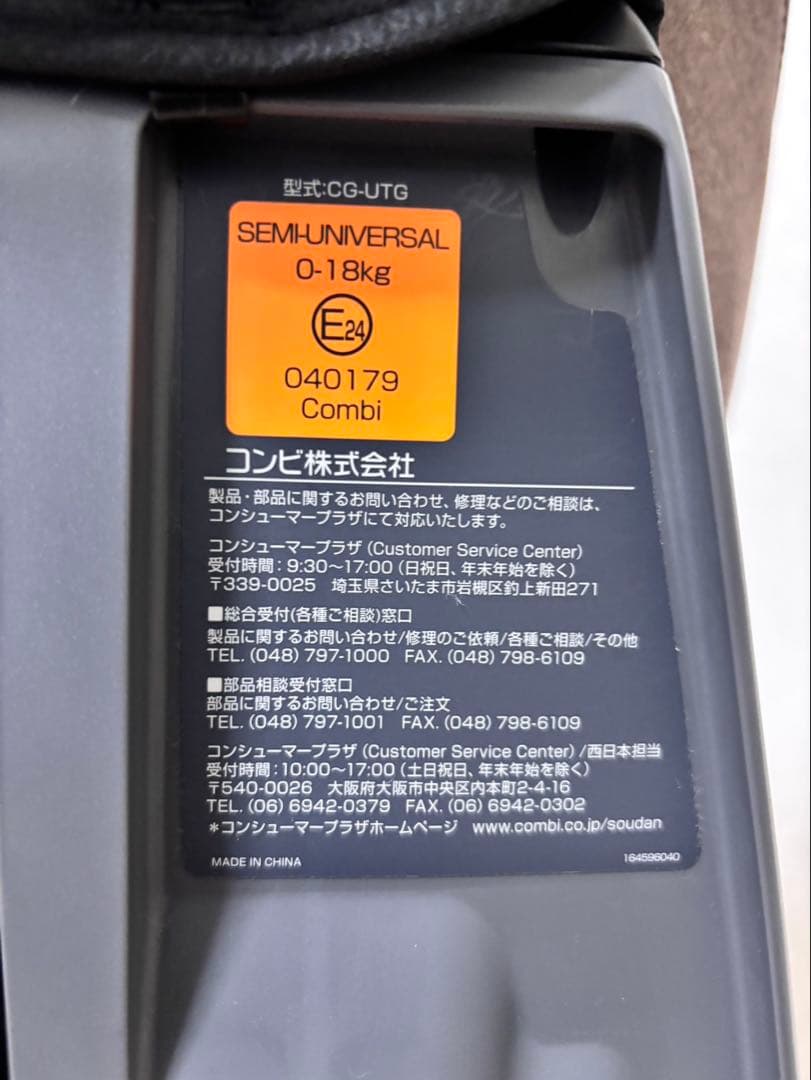 型式:CG-UTG
SEMI-UNIVERSAL
0-18kg
E24
040179
Combi
コンビ株式会社
製品・部品に関するお問い合わせ、修理などのご相談は、
コンシューマープラザにて対応いたします。
コンシューマープラザ (Customer Service Center)
受付時間：9:30〜17:00 (日祝日、年末年始を除く)
〒339-0025 埼玉県さいたま市岩槻区釣上新田271
■総合受付(各種ご相談)窓口
製品に関するお問い合わせ/修理のご依頼/各種ご相談/その他
TEL. (048) 797-1000 FAX. (048) 798-6109
■部品相談受付窓口
部品に関するお問い合わせ/ご注文
TEL. (048) 797-1001 FAX. (048) 798-6109
コンシューマープラザ (Customer Service Center) /西日本担当
受付時間：10:00〜17:00 (土日祝日、年末年始を除く)
〒540-0026 大阪府大阪市中央区内本町2-4-16
TEL. (06) 6942-0379 FAX. (06) 6942-0302
＊コンシューマープラザホームページ www.combi.co.jp/soudan
MADE IN CHINA 164596040